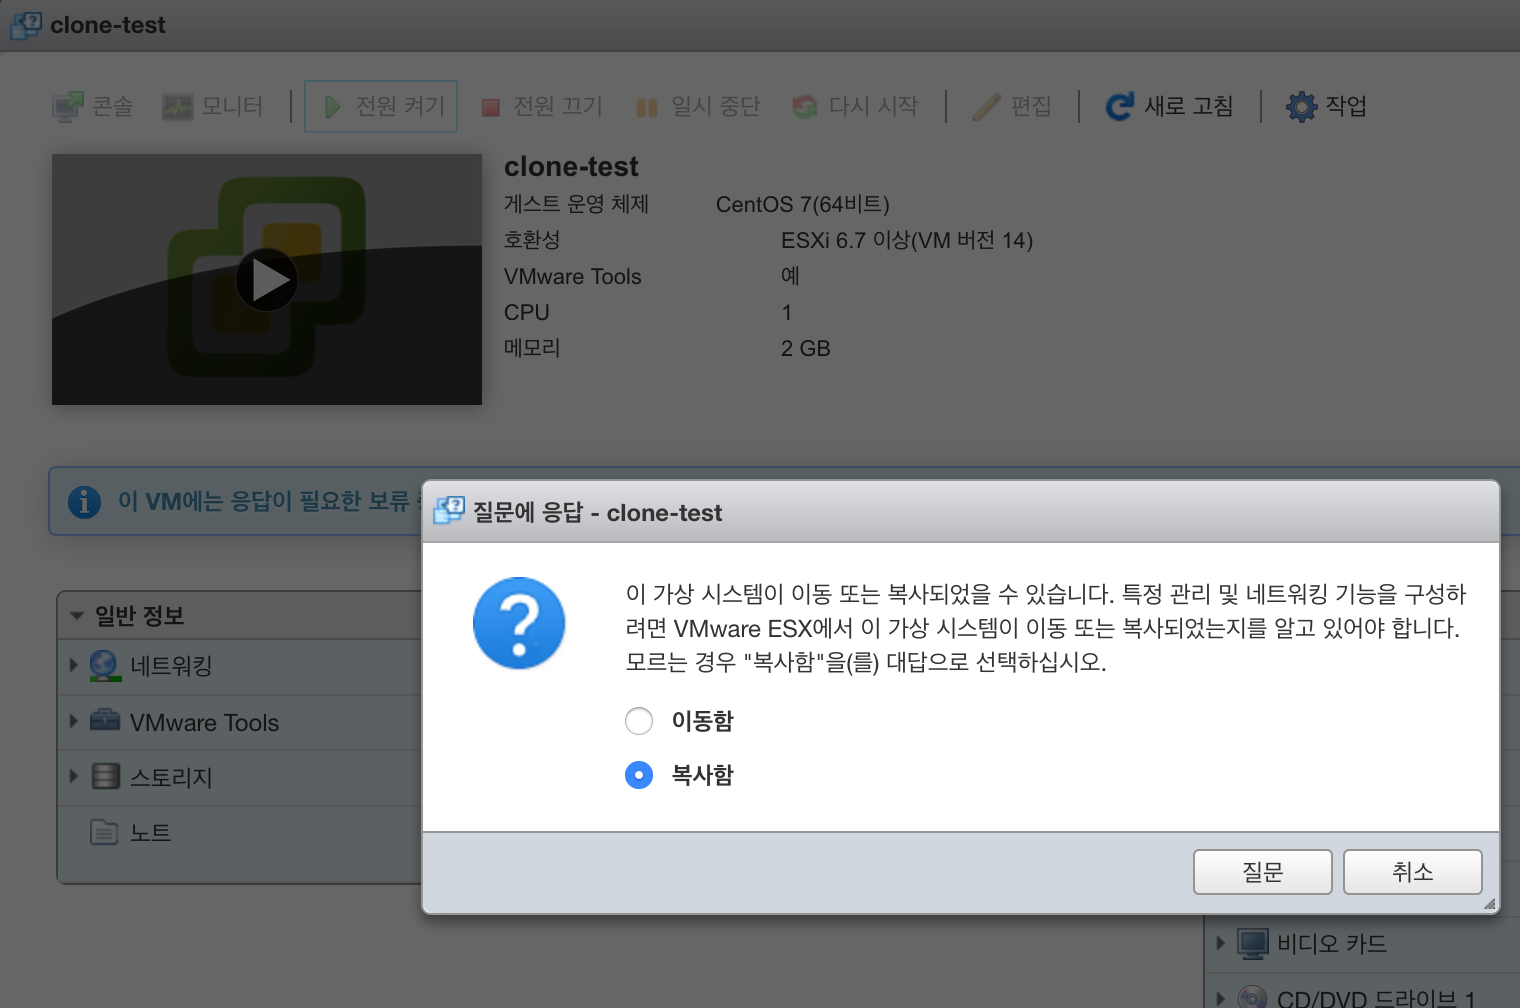 clone-test
콘솔 모니터 전원 켜기 전원 끄기 일시 중단 다시 시작 편집 새로 고침 작업
clone-test
게스트 운영 체제 CentOS 7(64비트)
호환성 ESXi 6.7 이상(VM 버전 14)
VMware Tools 예
CPU 1
메모리 2 GB
이 VM에는 응답이 필요한 보류
질문에 응답 - clone-test
이 가상 시스템이 이동 또는 복사되었을 수 있습니다. 특정 관리 및 네트워킹 기능을 구성하
려면 VMware ESX에서 이 가상 시스템이 이동 또는 복사되었는지를 알고 있어야 합니다.
모르는 경우 "복사함"을(를) 대답으로 선택하십시오.
이동함
복사함
질문 취소
일반 정보
네트워킹
VMware Tools
스토리지
노트
비디오 카드
CD/DVD 드라이브 1